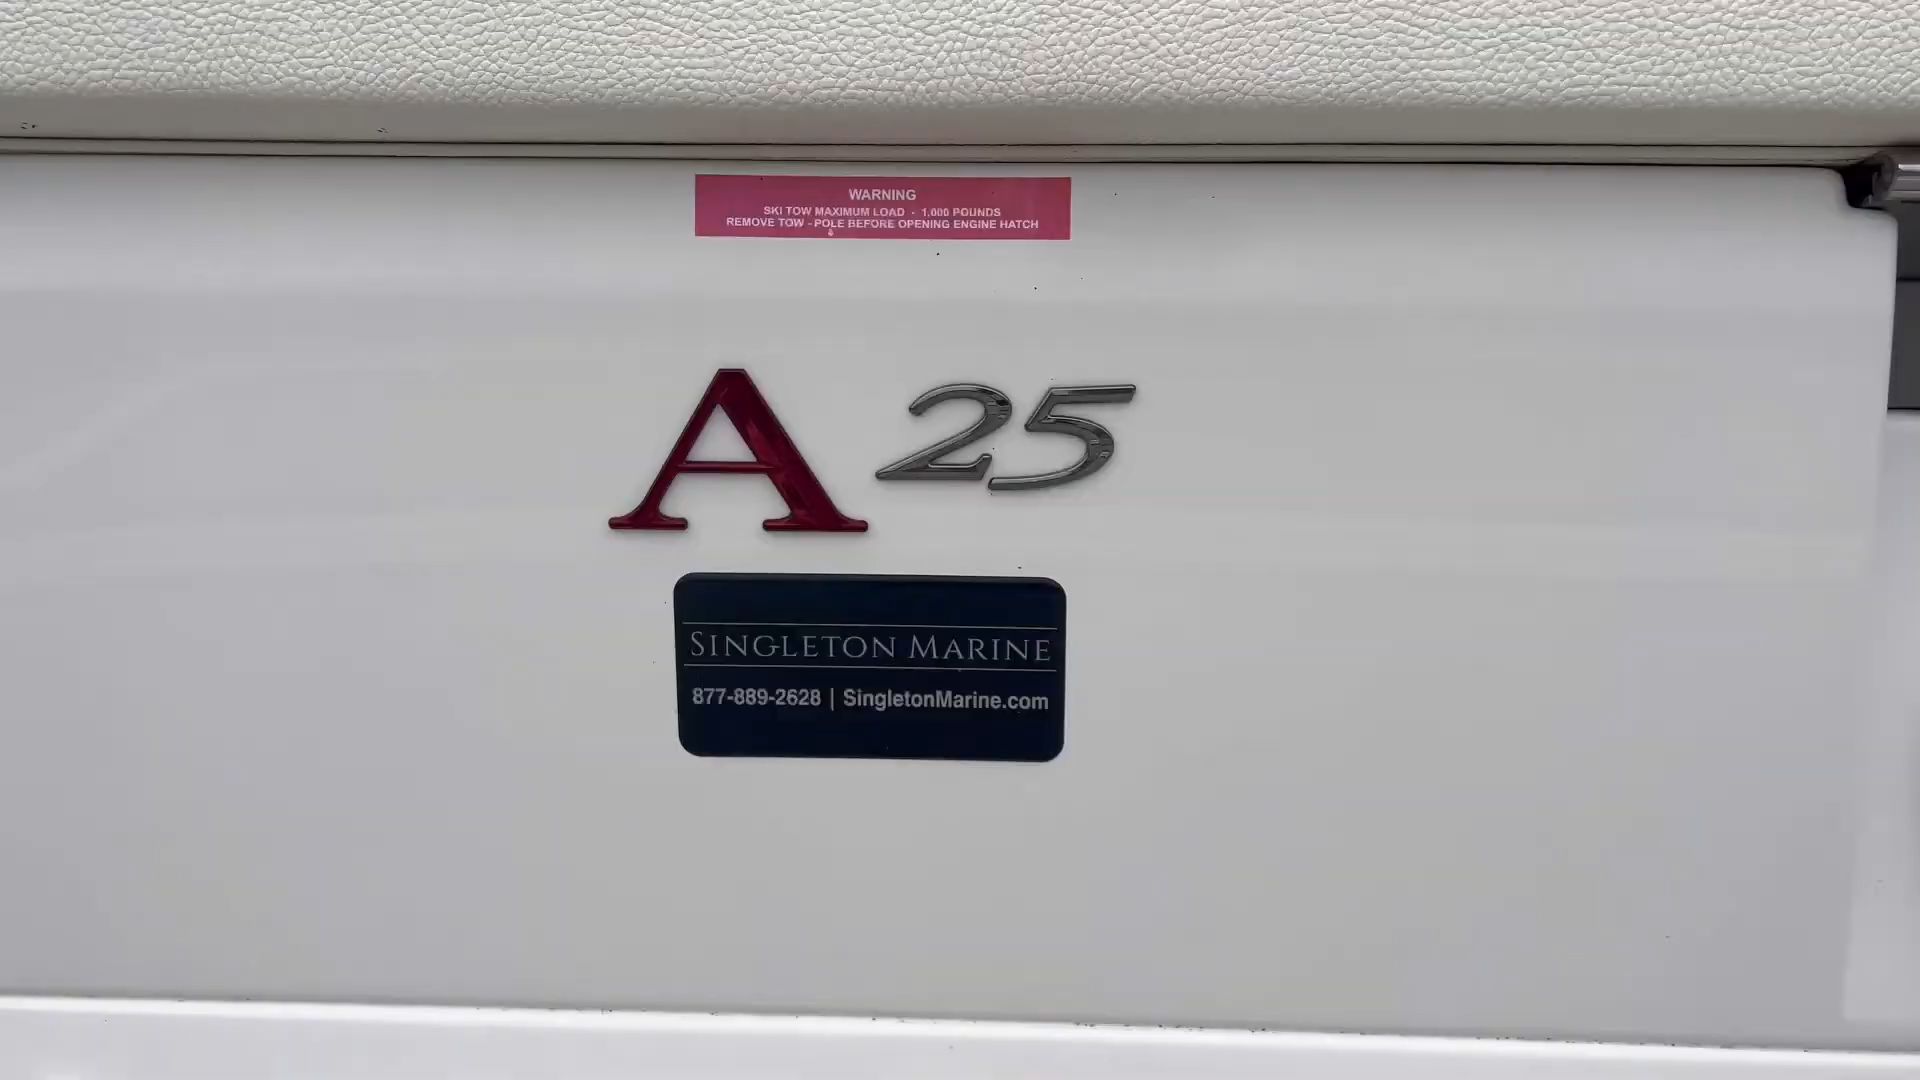 WARNING
SKI TOW MAXIMUM LOAD - 1,000 POUNDS
REMOVE TOW - POLE BEFORE OPENING ENGINE HATCH
A 25
SINGLETON MARINE
877-889-2628 | SingletonMarine.com